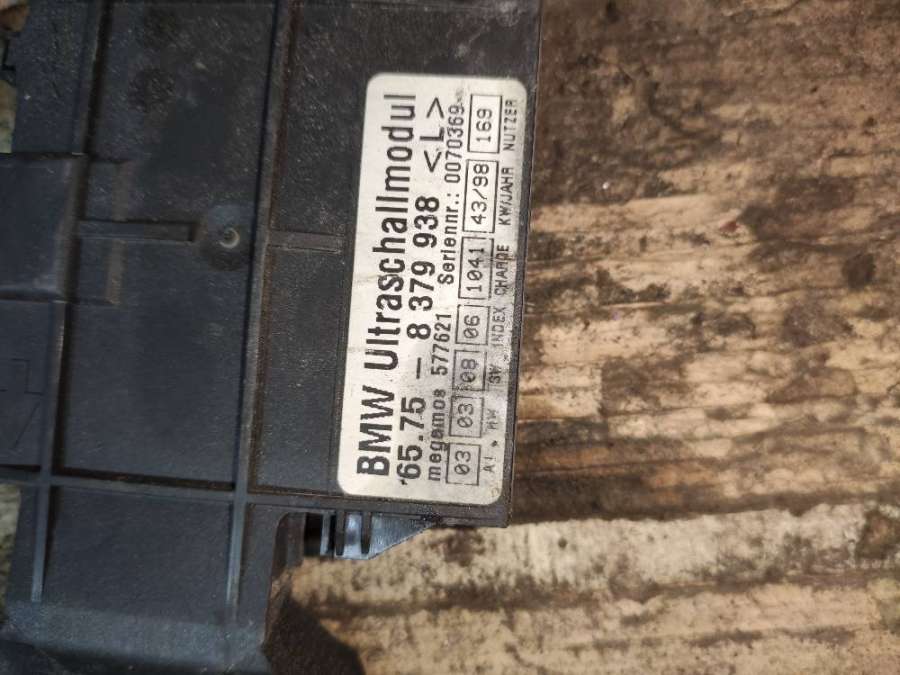 BMW Ultraschallmodul
65.75 - 8 379 938 <L>
megamos 577621 Seriennr.: 0070369
03 03 08 06 1041 43/98 169
AI HW SW INDEX CHARGE KW/JAHR NUTZER